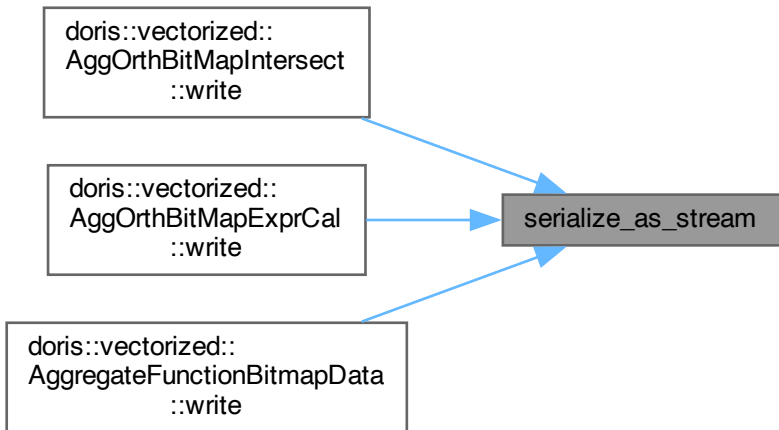 doris::vectorized::
AggOrthBitMapIntersect
::write
doris::vectorized::
AggOrthBitMapExprCal
::write
serialize_as_stream
doris::vectorized::
AggregateFunctionBitmapData
::write